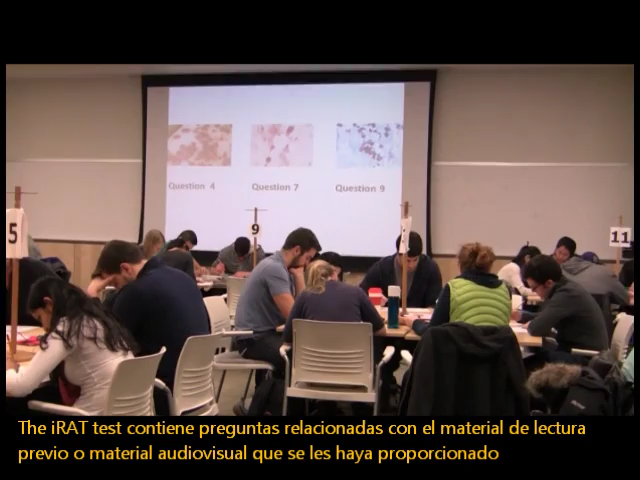 Question 4 Question 7 Question 9
5
9
11
The iRAT test contiene preguntas relacionadas con el material de lectura
previo o material audiovisual que se les haya proporcionado